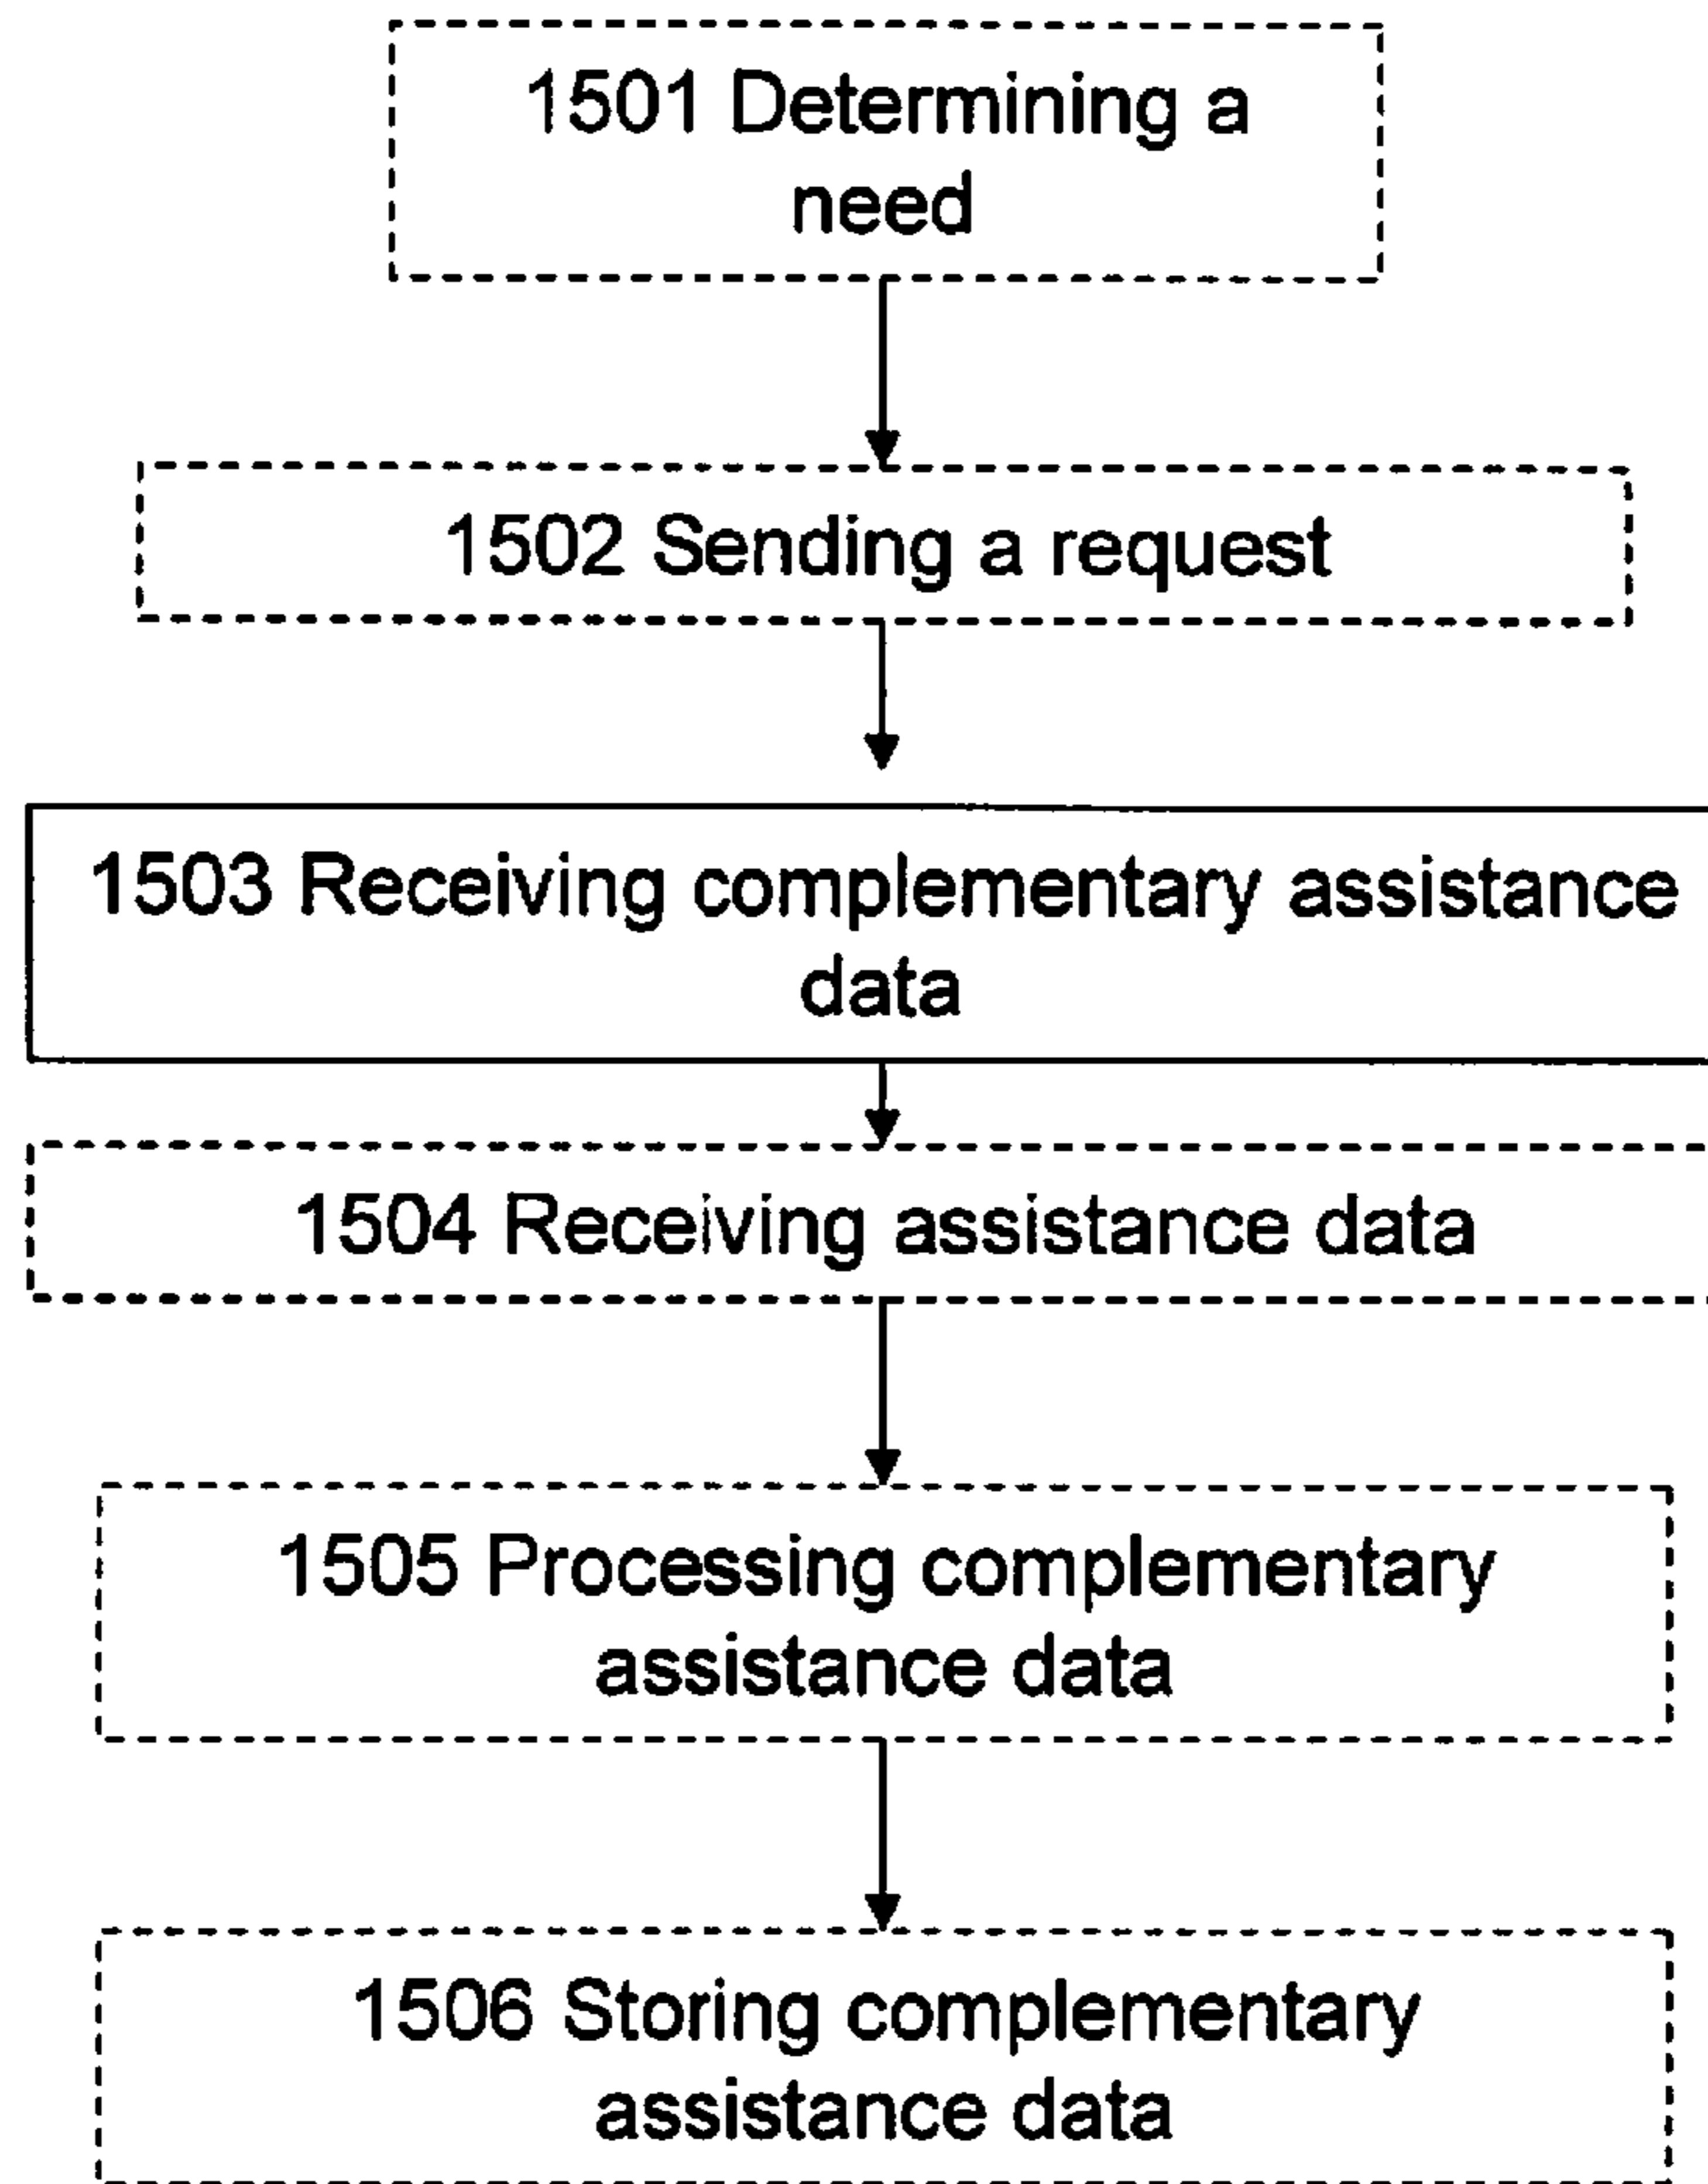 1501 Determining a
need
1502 Sending a request
1503 Receiving complementary assistance
data
1504 Receiving assistance data
1505 Processing complementary
assistance data
1506 Storing complementary
assistance data